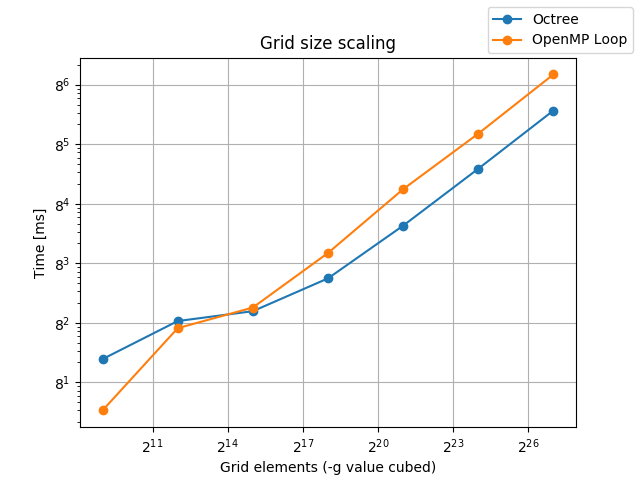 Octree
OpenMP Loop
Grid size scaling
8^6
8^5
8^4
8^3
8^2
8^1
Time [ms]
2^11 2^14 2^17 2^20 2^23 2^26
Grid elements (-g value cubed)